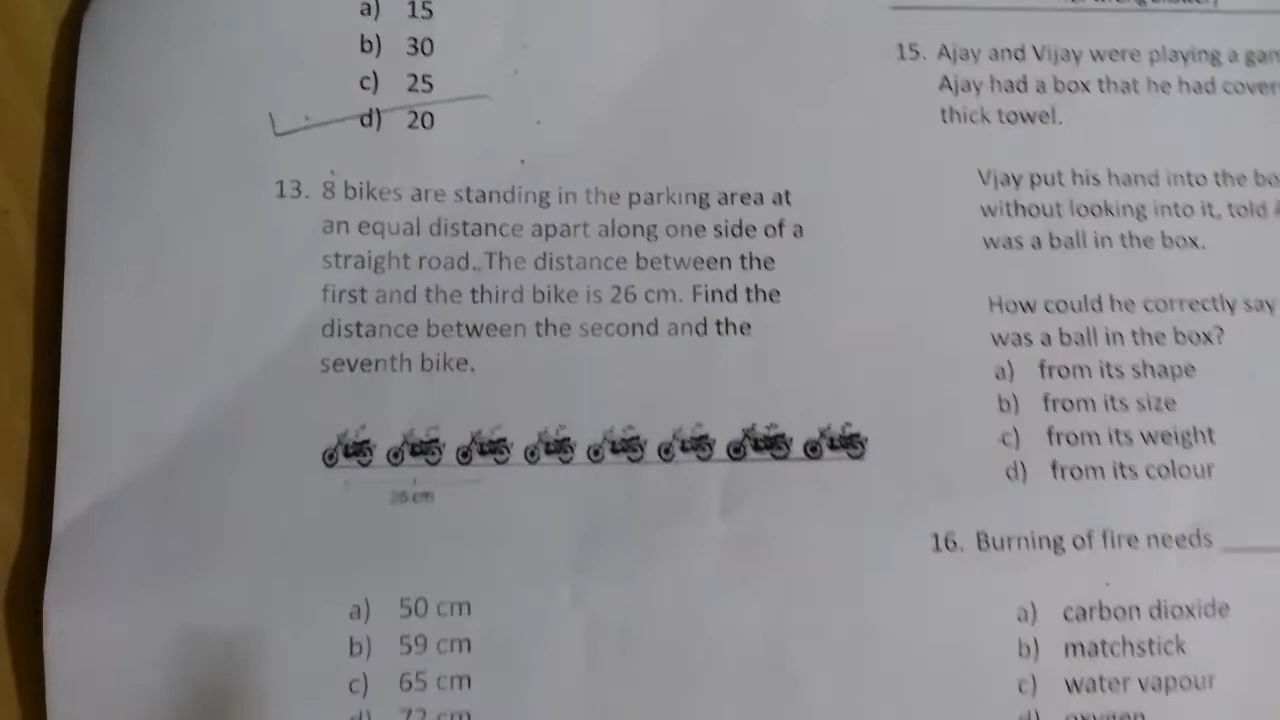 a) 15
b) 30
c) 25
d) 20
13. 8 bikes are standing in the parking area at
an equal distance apart along one side of a
straight road. The distance between the
first and the third bike is 26 cm. Find the
distance between the second and the
seventh bike.
26 cm
a) 50 cm
b) 59 cm
c) 65 cm
d) 72 cm
15. Ajay and Vijay were playing a
Ajay had a box that he had
thick towel.
Vjay put his hand into the
without looking into it, told
was a ball in the box.
How could he correctly say
was a ball in the box?
a) from its shape
b) from its size
c) from its weight
d) from its colour
16. Burning of fire needs ____
a) carbon dioxide
b) matchstick
c) water vapour
d) oxygen